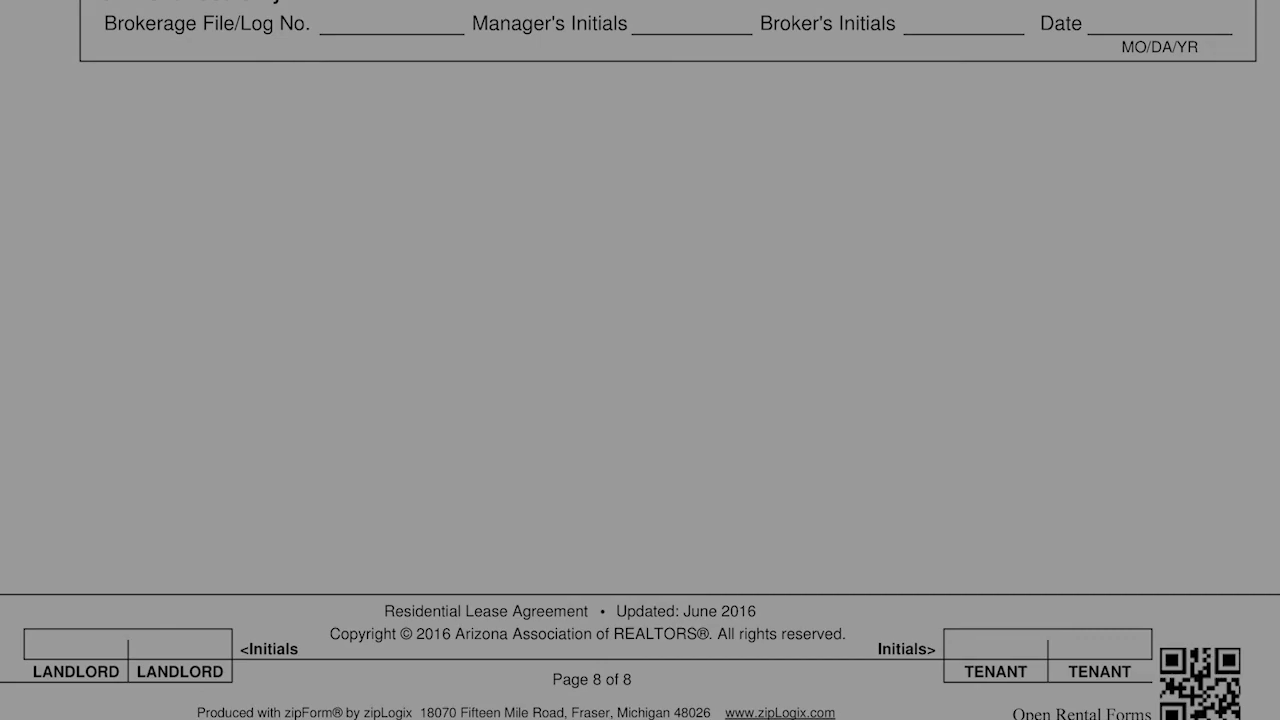 Brokerage File/Log No. Manager's Initials Broker's Initials Date
MO/DA/YR
Residential Lease Agreement • Updated: June 2016
Copyright © 2016 Arizona Association of REALTORS®. All rights reserved.
<Initials
Initials>
LANDLORD LANDLORD
TENANT TENANT
Page 8 of 8
Produced with zipForm® by zipLogix 18070 Fifteen Mile Road, Fraser, Michigan 48026 www.zipLogix.com
Open Rental Forms